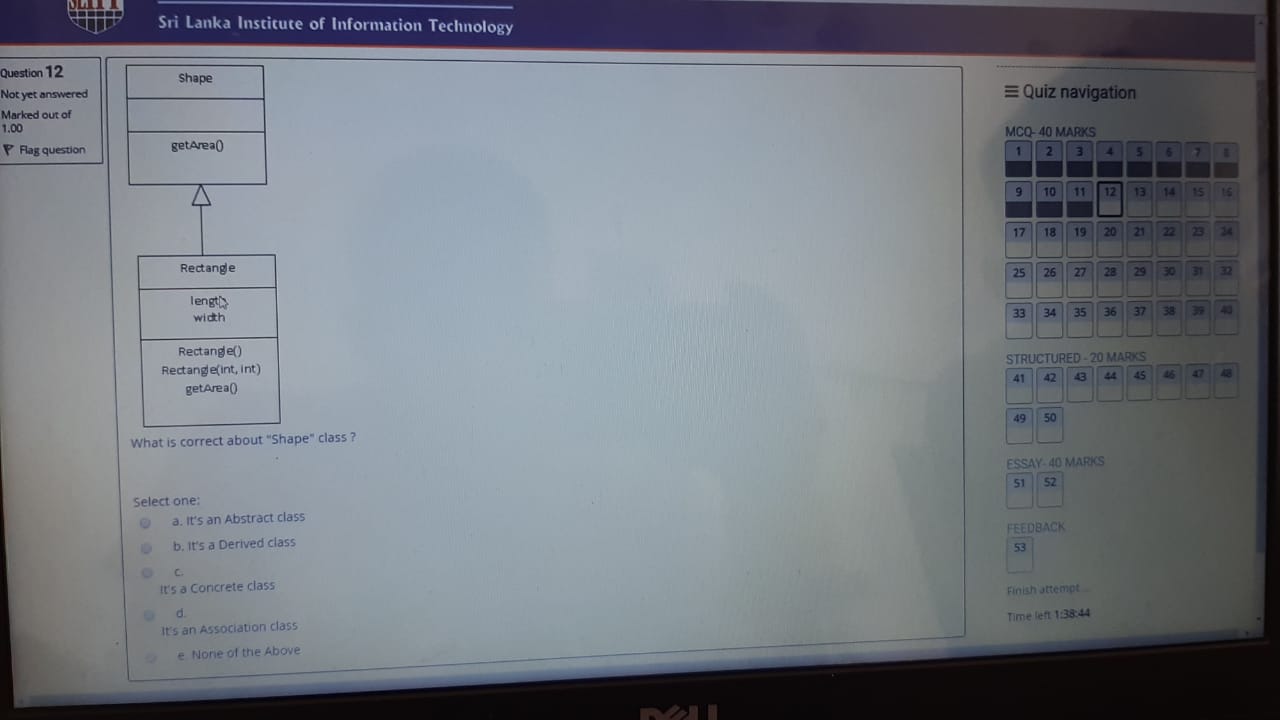 SLIIT
Sri Lanka Institute of Information Technology
Question 12
Not yet answered
Marked out of
1.00
Flag question
Shape
getArea()
Rectangle
length
width
Rectangle()
Rectangle(int, int)
getArea()
What is correct about "Shape" class ?
Select one:
a. It's an Abstract class
b. It's a Derived class
c.
It's a Concrete class
d.
It's an Association class
e. None of the Above
Quiz navigation
MCQ- 40 MARKS
1 2 3 4 5 6 7 8
9 10 11 12 13 14 15 16
17 18 19 20 21 22 23 24
25 26 27 28 29 30 31 32
33 34 35 36 37 38 39 40
STRUCTURED - 20 MARKS
41 42 43 44 45 46 47 48
49 50
ESSAY- 40 MARKS
51 52
FEEDBACK
53
Finish attempt ...
Time left 1:38:44
DELL